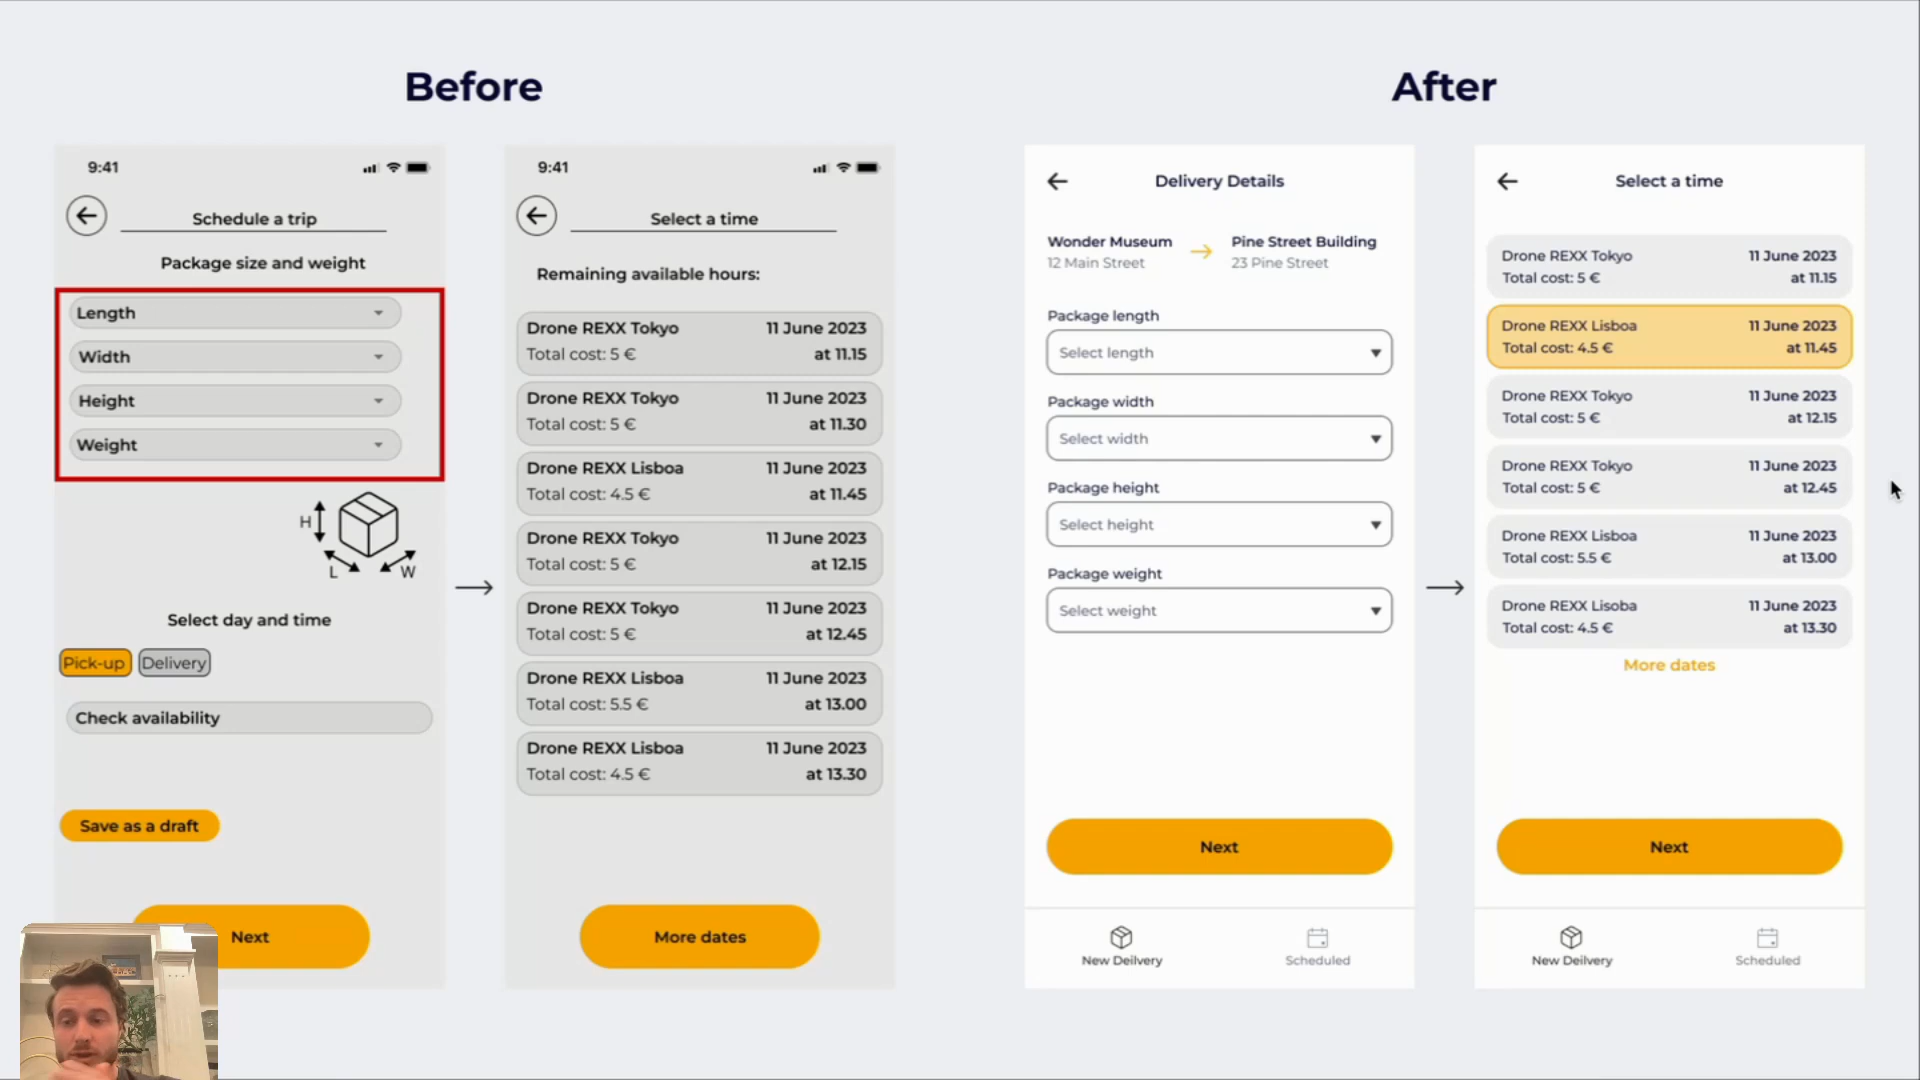 Before
After
9:41
Schedule a trip
Package size and weight
Length
Width
Height
Weight
H
L
W
Select day and time
Pick-up
Delivery
Check availability
Save as a draft
Next
9:41
Select a time
Remaining available hours:
Drone REXX Tokyo 11 June 2023
Total cost: 5 € at 11.15
Drone REXX Tokyo 11 June 2023
Total cost: 5 € at 11.30
Drone REXX Lisboa 11 June 2023
Total cost: 4.5 € at 11.45
Drone REXX Tokyo 11 June 2023
Total cost: 5 € at 12.15
Drone REXX Tokyo 11 June 2023
Total cost: 5 € at 12.45
Drone REXX Lisboa 11 June 2023
Total cost: 5.5 € at 13.00
Drone REXX Lisboa 11 June 2023
Total cost: 4.5 € at 13.30
More dates
Delivery Details
Wonder Museum Pine Street Building
12 Main Street 23 Pine Street
Package length
Select length
Package width
Select width
Package height
Select height
Package weight
Select weight
Next
New Deilvery Scheduled
Select a time
Drone REXX Tokyo 11 June 2023
Total cost: 5 € at 11.15
Drone REXX Lisboa 11 June 2023
Total cost: 4.5 € at 11.45
Drone REXX Tokyo 11 June 2023
Total cost: 5 € at 12.15
Drone REXX Tokyo 11 June 2023
Total cost: 5 € at 12.45
Drone REXX Lisboa 11 June 2023
Total cost: 5.5 € at 13.00
Drone REXX Lisoba 11 June 2023
Total cost: 4.5 € at 13.30
More dates
Next
New Deilvery Scheduled